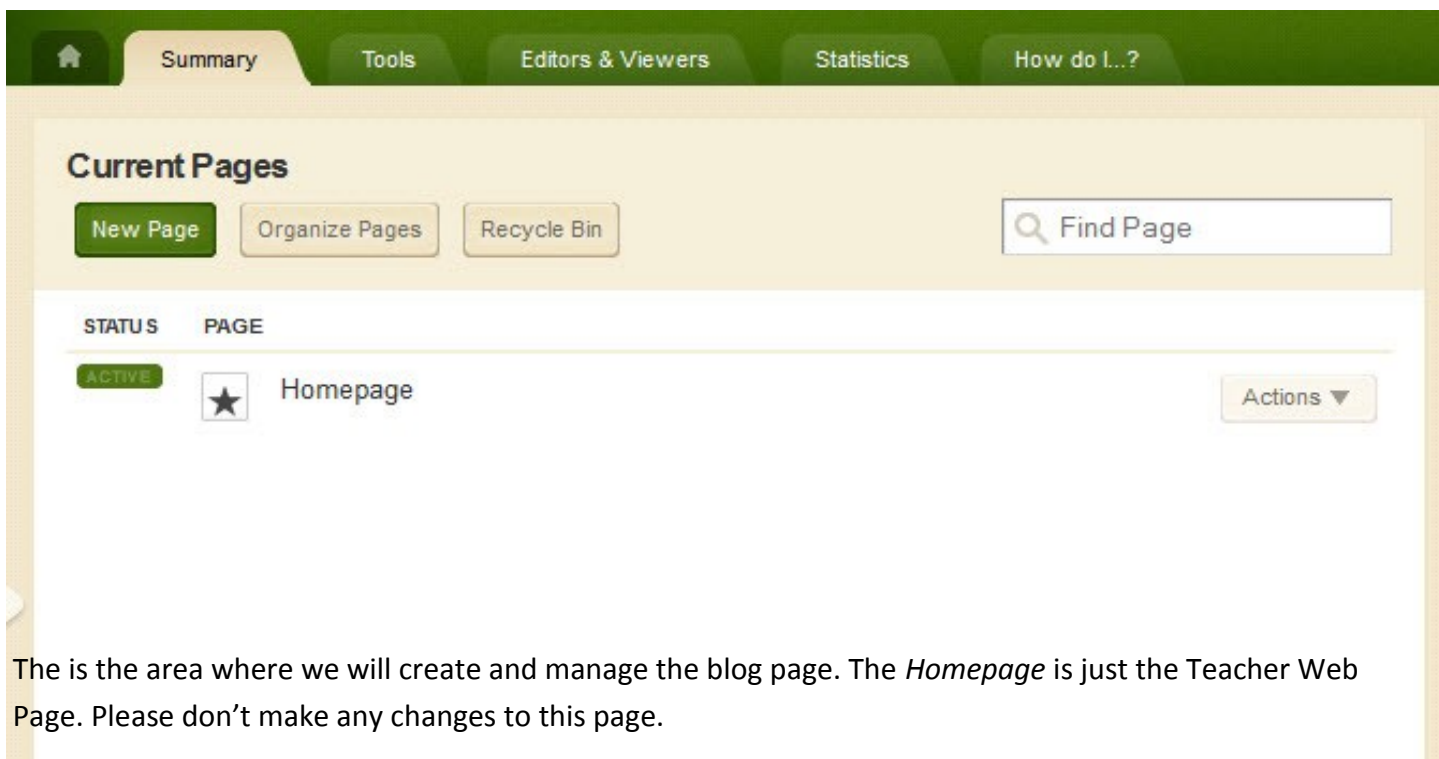 Summary Tools Editors & Viewers Statistics How do I...?
Current Pages
New Page Organize Pages Recycle Bin Find Page
STATUS PAGE
ACTIVE Homepage Actions
The is the area where we will create and manage the blog page. The Homepage is just the Teacher Web
Page. Please don’t make any changes to this page.